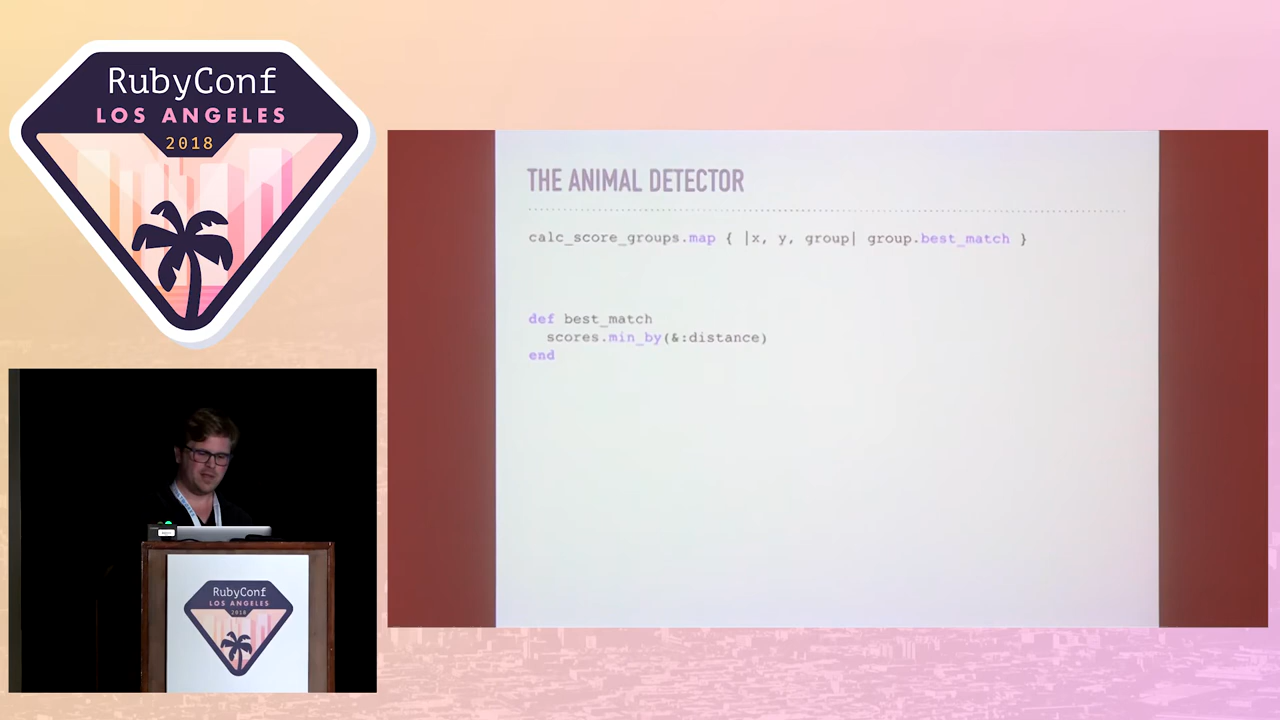 RubyConf
LOS ANGELES
2018
THE ANIMAL DETECTOR
calc_score_groups.map { |x, y, group| group.best_match }
def best_match
  scores.min_by(&:distance)
end
RubyConf
LOS ANGELES
2018